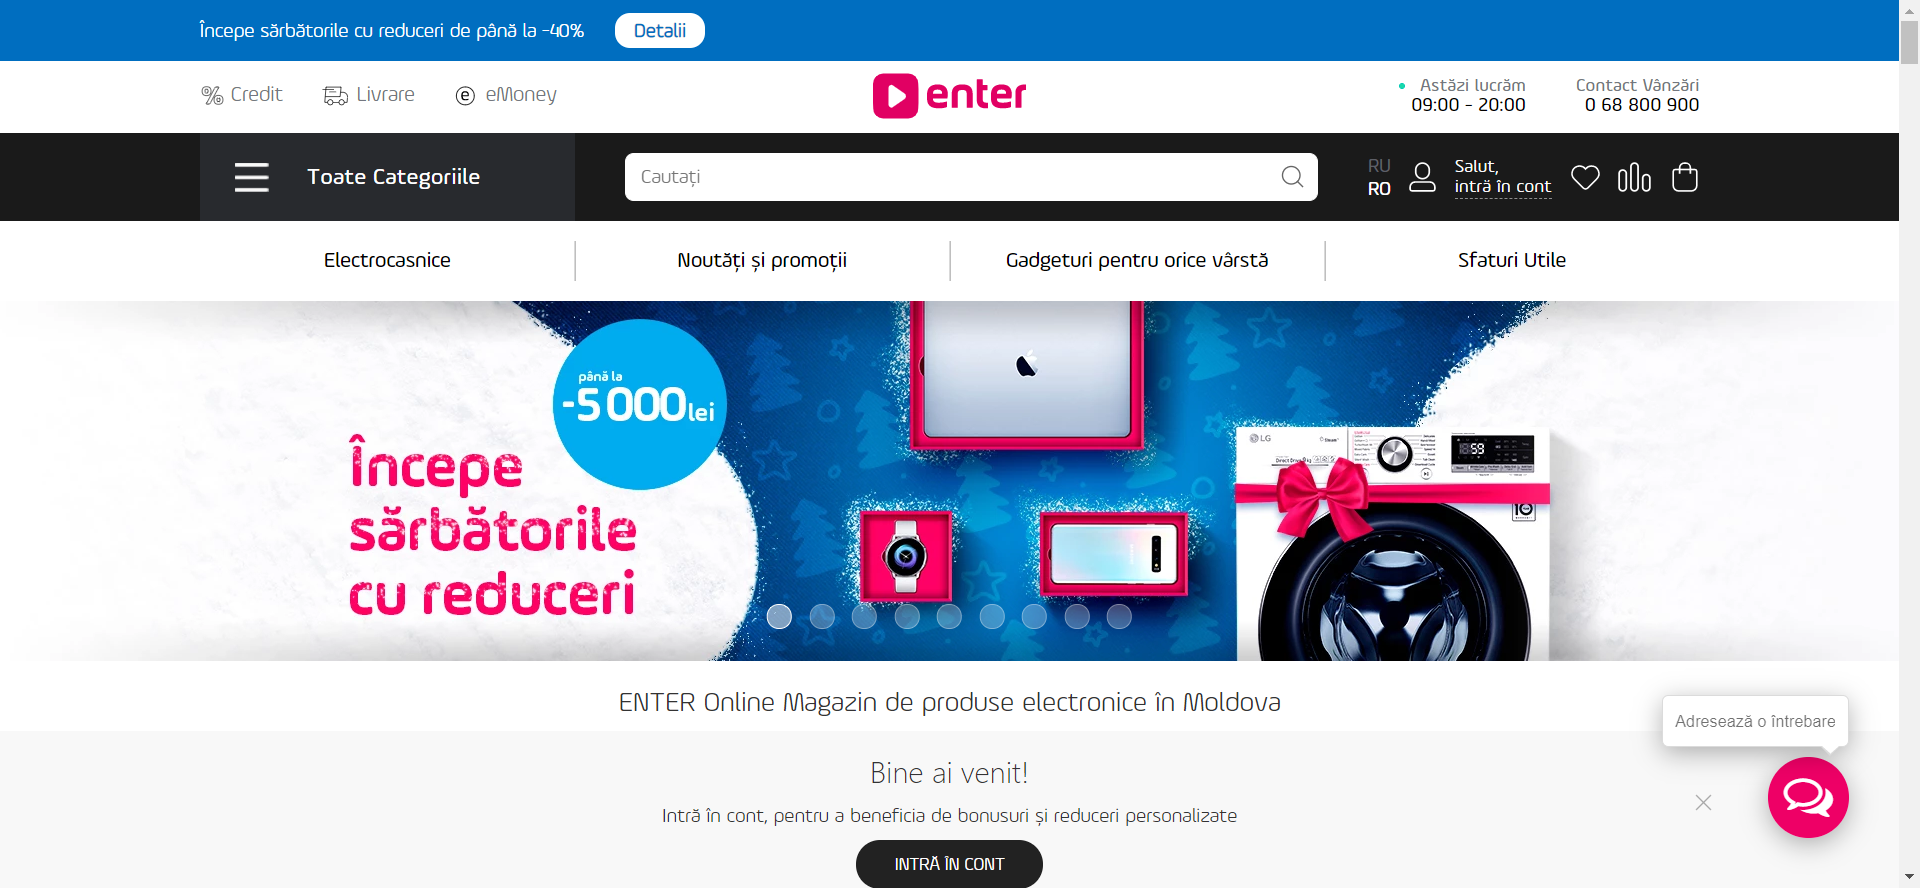 Începe sărbătorile cu reduceri de până la -40% Detalii
Credit Livrare eMoney
enter
Astăzi lucrăm
09:00 - 20:00
Contact Vânzări
0 68 800 900
Toate Categoriile
Cautați
RU
RO
Salut,
intră în cont
Electrocasnice Noutăți și promoții Gadgeturi pentru orice vârstă Sfaturi Utile
până la
-5 000 lei
Începe
sărbătorile
cu reduceri
LG
ENTER Online Magazin de produse electronice în Moldova
Adresează o întrebare
Bine ai venit!
Intră în cont, pentru a beneficia de bonusuri și reduceri personalizate
INTRĂ ÎN CONT